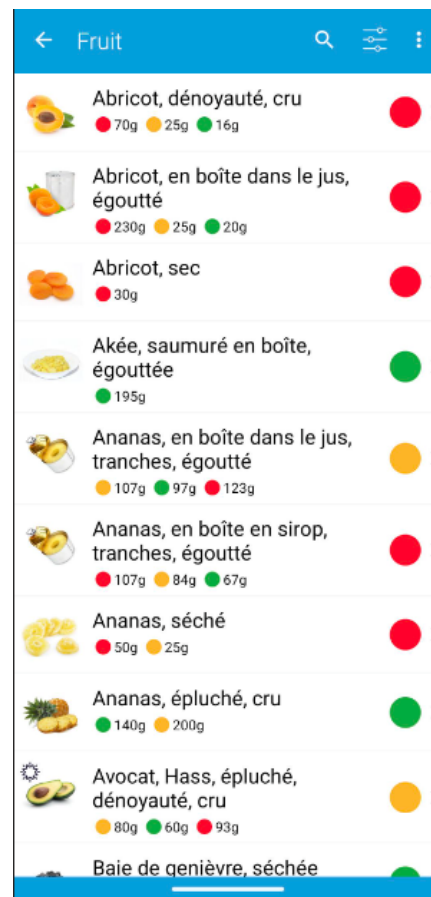 Fruit
Abricot, dénoyauté, cru
70g 25g 16g
Abricot, en boîte dans le jus,
égoutté
230g 25g 20g
Abricot, sec
30g
Akée, saumuré en boîte,
égouttée
195g
Ananas, en boîte dans le jus,
tranches, égoutté
107g 97g 123g
Ananas, en boîte en sirop,
tranches, égoutté
107g 84g 67g
Ananas, séché
50g 25g
Ananas, épluché, cru
140g 200g
Avocat, Hass, épluché,
dénoyauté, cru
80g 60g 93g
Baie de genièvre, séchée